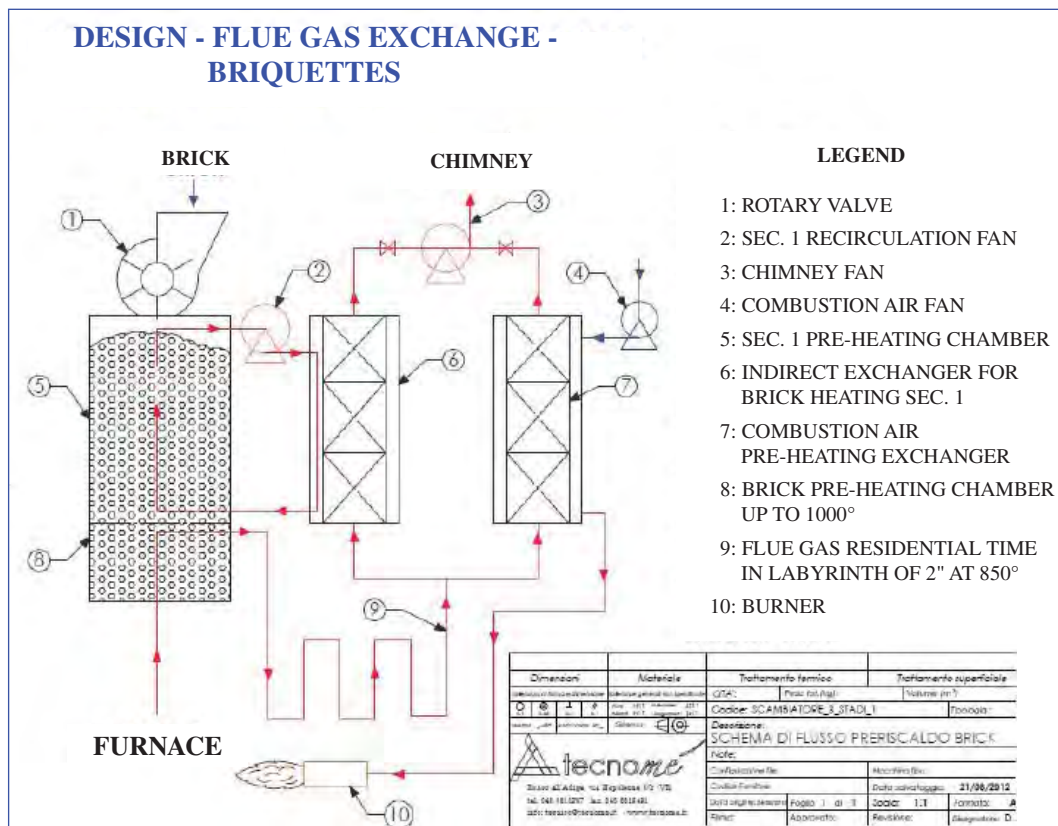 DESIGN - FLUE GAS EXCHANGE -
BRIQUETTES
BRICK
CHIMNEY
LEGEND
1: ROTARY VALVE
2: SEC. 1 RECIRCULATION FAN
3: CHIMNEY FAN
4: COMBUSTION AIR FAN
5: SEC. 1 PRE-HEATING CHAMBER
6: INDIRECT EXCHANGER FOR
BRICK HEATING SEC. 1
7: COMBUSTION AIR
PRE-HEATING EXCHANGER
8: BRICK PRE-HEATING CHAMBER
UP TO 1000°
9: FLUE GAS RESIDENTIAL TIME
IN LABYRINTH OF 2" AT 850°
10: BURNER
1
2
3
4
5
6
7
8
9
10
FURNACE
Dimensioni Materiale Trattamento termico Trattamento superficiale
Codice: SCAMBIATORE_3_STADI_1
Descrizione:
SCHEMA DI FLUSSO PRERISCALDO BRICK
Note:
tecnome
Data salvataggio: 21/06/2012
Foglio 1 di Scala: 1:1 Formato: A
Approvato: Revisione: D